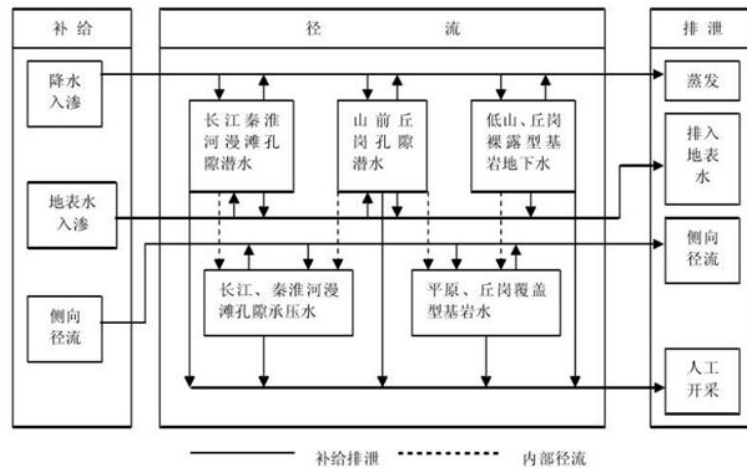 补给
径 流
排泄
降水
入渗
蒸发
长江秦淮
河漫滩孔
隙潜水
山前丘
岗孔隙
潜水
低山、丘岗
裸露型基
岩地下水
排入
地表
水
地表水
入渗
侧向
径流
长江、秦淮河漫
滩孔隙承压水
平原、丘岗覆盖
型基岩水
侧向
径流
人工
开采
补给排泄
内部径流